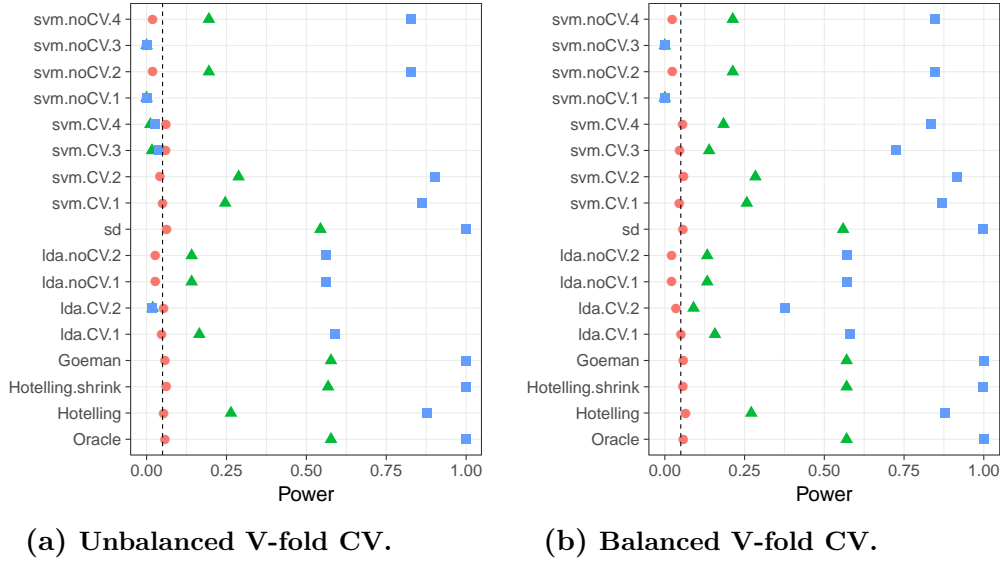 svm.noCV.4
svm.noCV.3
svm.noCV.2
svm.noCV.1
svm.CV.4
svm.CV.3
svm.CV.2
svm.CV.1
sd
lda.noCV.2
lda.noCV.1
lda.CV.2
lda.CV.1
Goeman
Hotelling.shrink
Hotelling
Oracle
0.00 0.25 0.50 0.75 1.00
Power
(a) Unbalanced V-fold CV.
svm.noCV.4
svm.noCV.3
svm.noCV.2
svm.noCV.1
svm.CV.4
svm.CV.3
svm.CV.2
svm.CV.1
sd
lda.noCV.2
lda.noCV.1
lda.CV.2
lda.CV.1
Goeman
Hotelling.shrink
Hotelling
Oracle
0.00 0.25 0.50 0.75 1.00
Power
(b) Balanced V-fold CV.